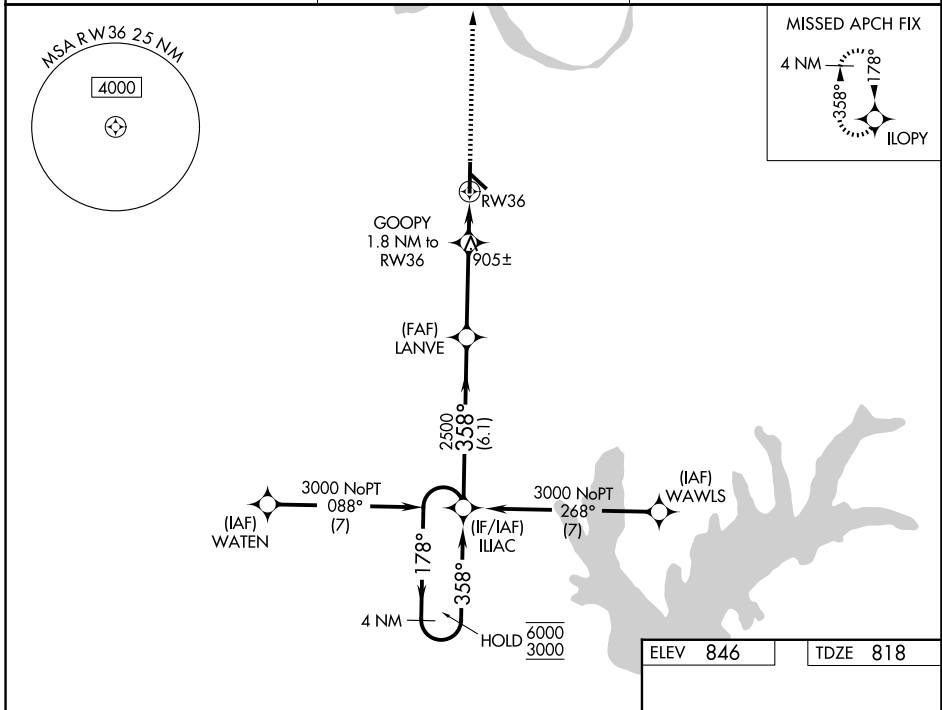 MSA RW36 25 NM
4000
MISSED APCH FIX
4 NM
358°
178°
ILOPY
RW36
GOOPY
1.8 NM to
RW36
905±
(FAF)
LANVE
2500
358°
(6.1)
3000 NoPT
088°
(7)
(IAF)
WATEN
3000 NoPT
268°
(7)
(IAF)
WAWLS
(IF/IAF)
ILIAC
178°
358°
4 NM
HOLD 6000
3000
ELEV 846
TDZE 818